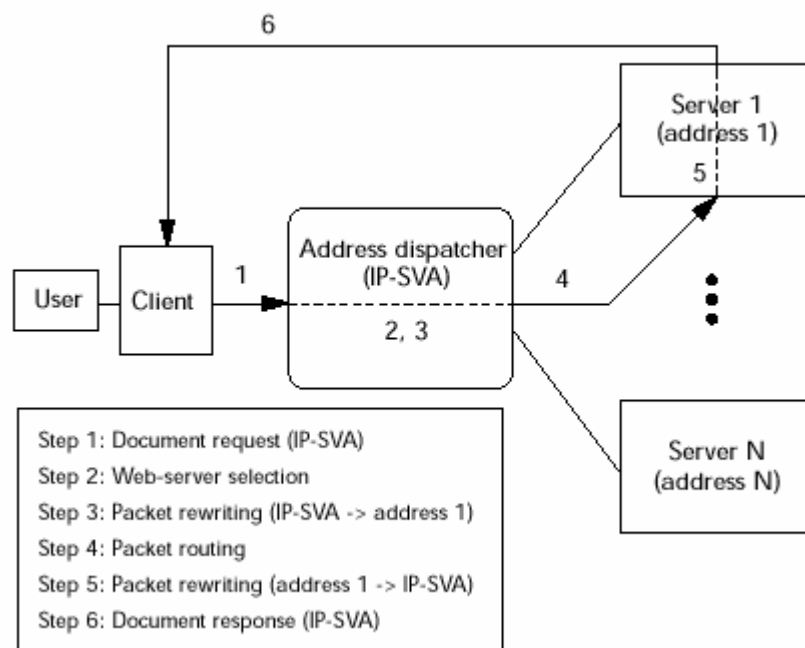 6
Server 1
(address 1)
5
Address dispatcher
(IP-SVA)
1
4
User
Client
2, 3
Server N
(address N)
Step 1: Document request (IP-SVA)
Step 2: Web-server selection
Step 3: Packet rewriting (IP-SVA -> address 1)
Step 4: Packet routing
Step 5: Packet rewriting (address 1 -> IP-SVA)
Step 6: Document response (IP-SVA)